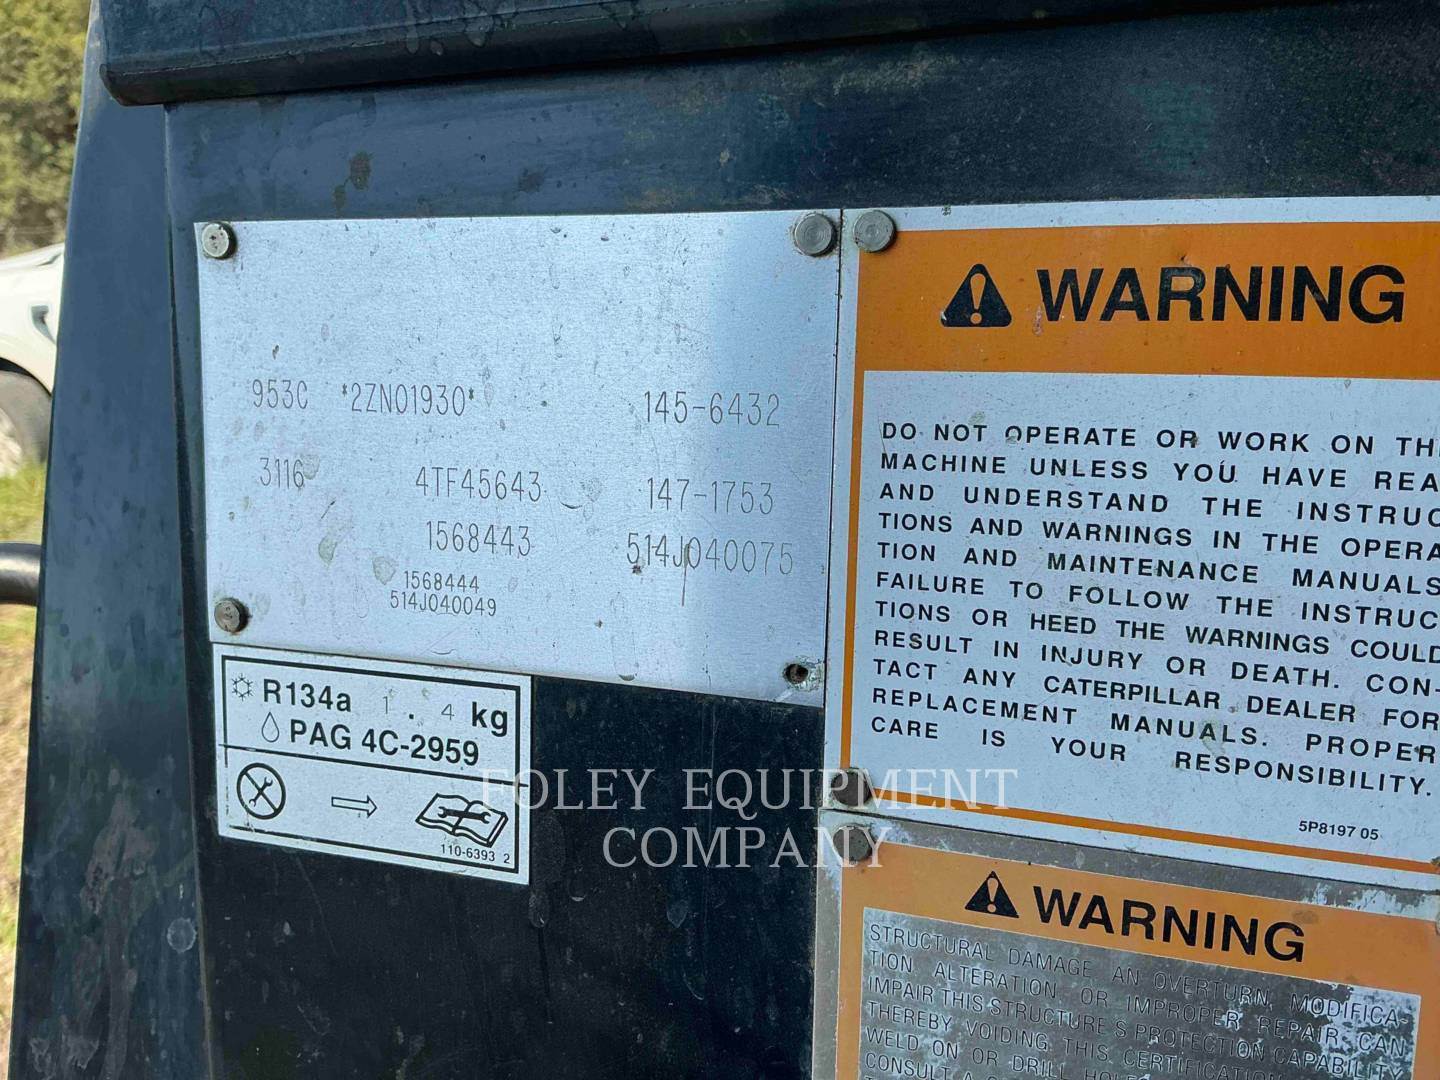 953C *2ZN01930* 145-6432
3116 4TF45643 147-1753
1568443 514J040075
1568444
514J040049
R134a 1.4 kg
PAG 4C-2959
110-6393 2
WARNING
DO NOT OPERATE OR WORK ON THI
MACHINE UNLESS YOU HAVE REA
AND UNDERSTAND THE INSTRUC
TIONS AND WARNINGS IN THE OPERA
TION AND MAINTENANCE MANUALS
FAILURE TO FOLLOW THE INSTRUC
TIONS OR HEED THE WARNINGS COULD
RESULT IN INJURY OR DEATH. CON-
TACT ANY CATERPILLAR DEALER FOR
REPLACEMENT MANUALS. PROPER
CARE IS YOUR RESPONSIBILITY.
5P8197 05
WARNING
STRUCTURAL DAMAGE, AN OVERTURN, MODIFICA-
TION, ALTERATION, OR IMPROPER REPAIR CAN
IMPAIR THIS STRUCTURE'S PROTECTION CAPABILITY
THEREBY VOIDING THIS CERTIFICATION
WELD ON OR DRILL HOLES
CONSULT A
FOLEY EQUIPMENT
COMPANY